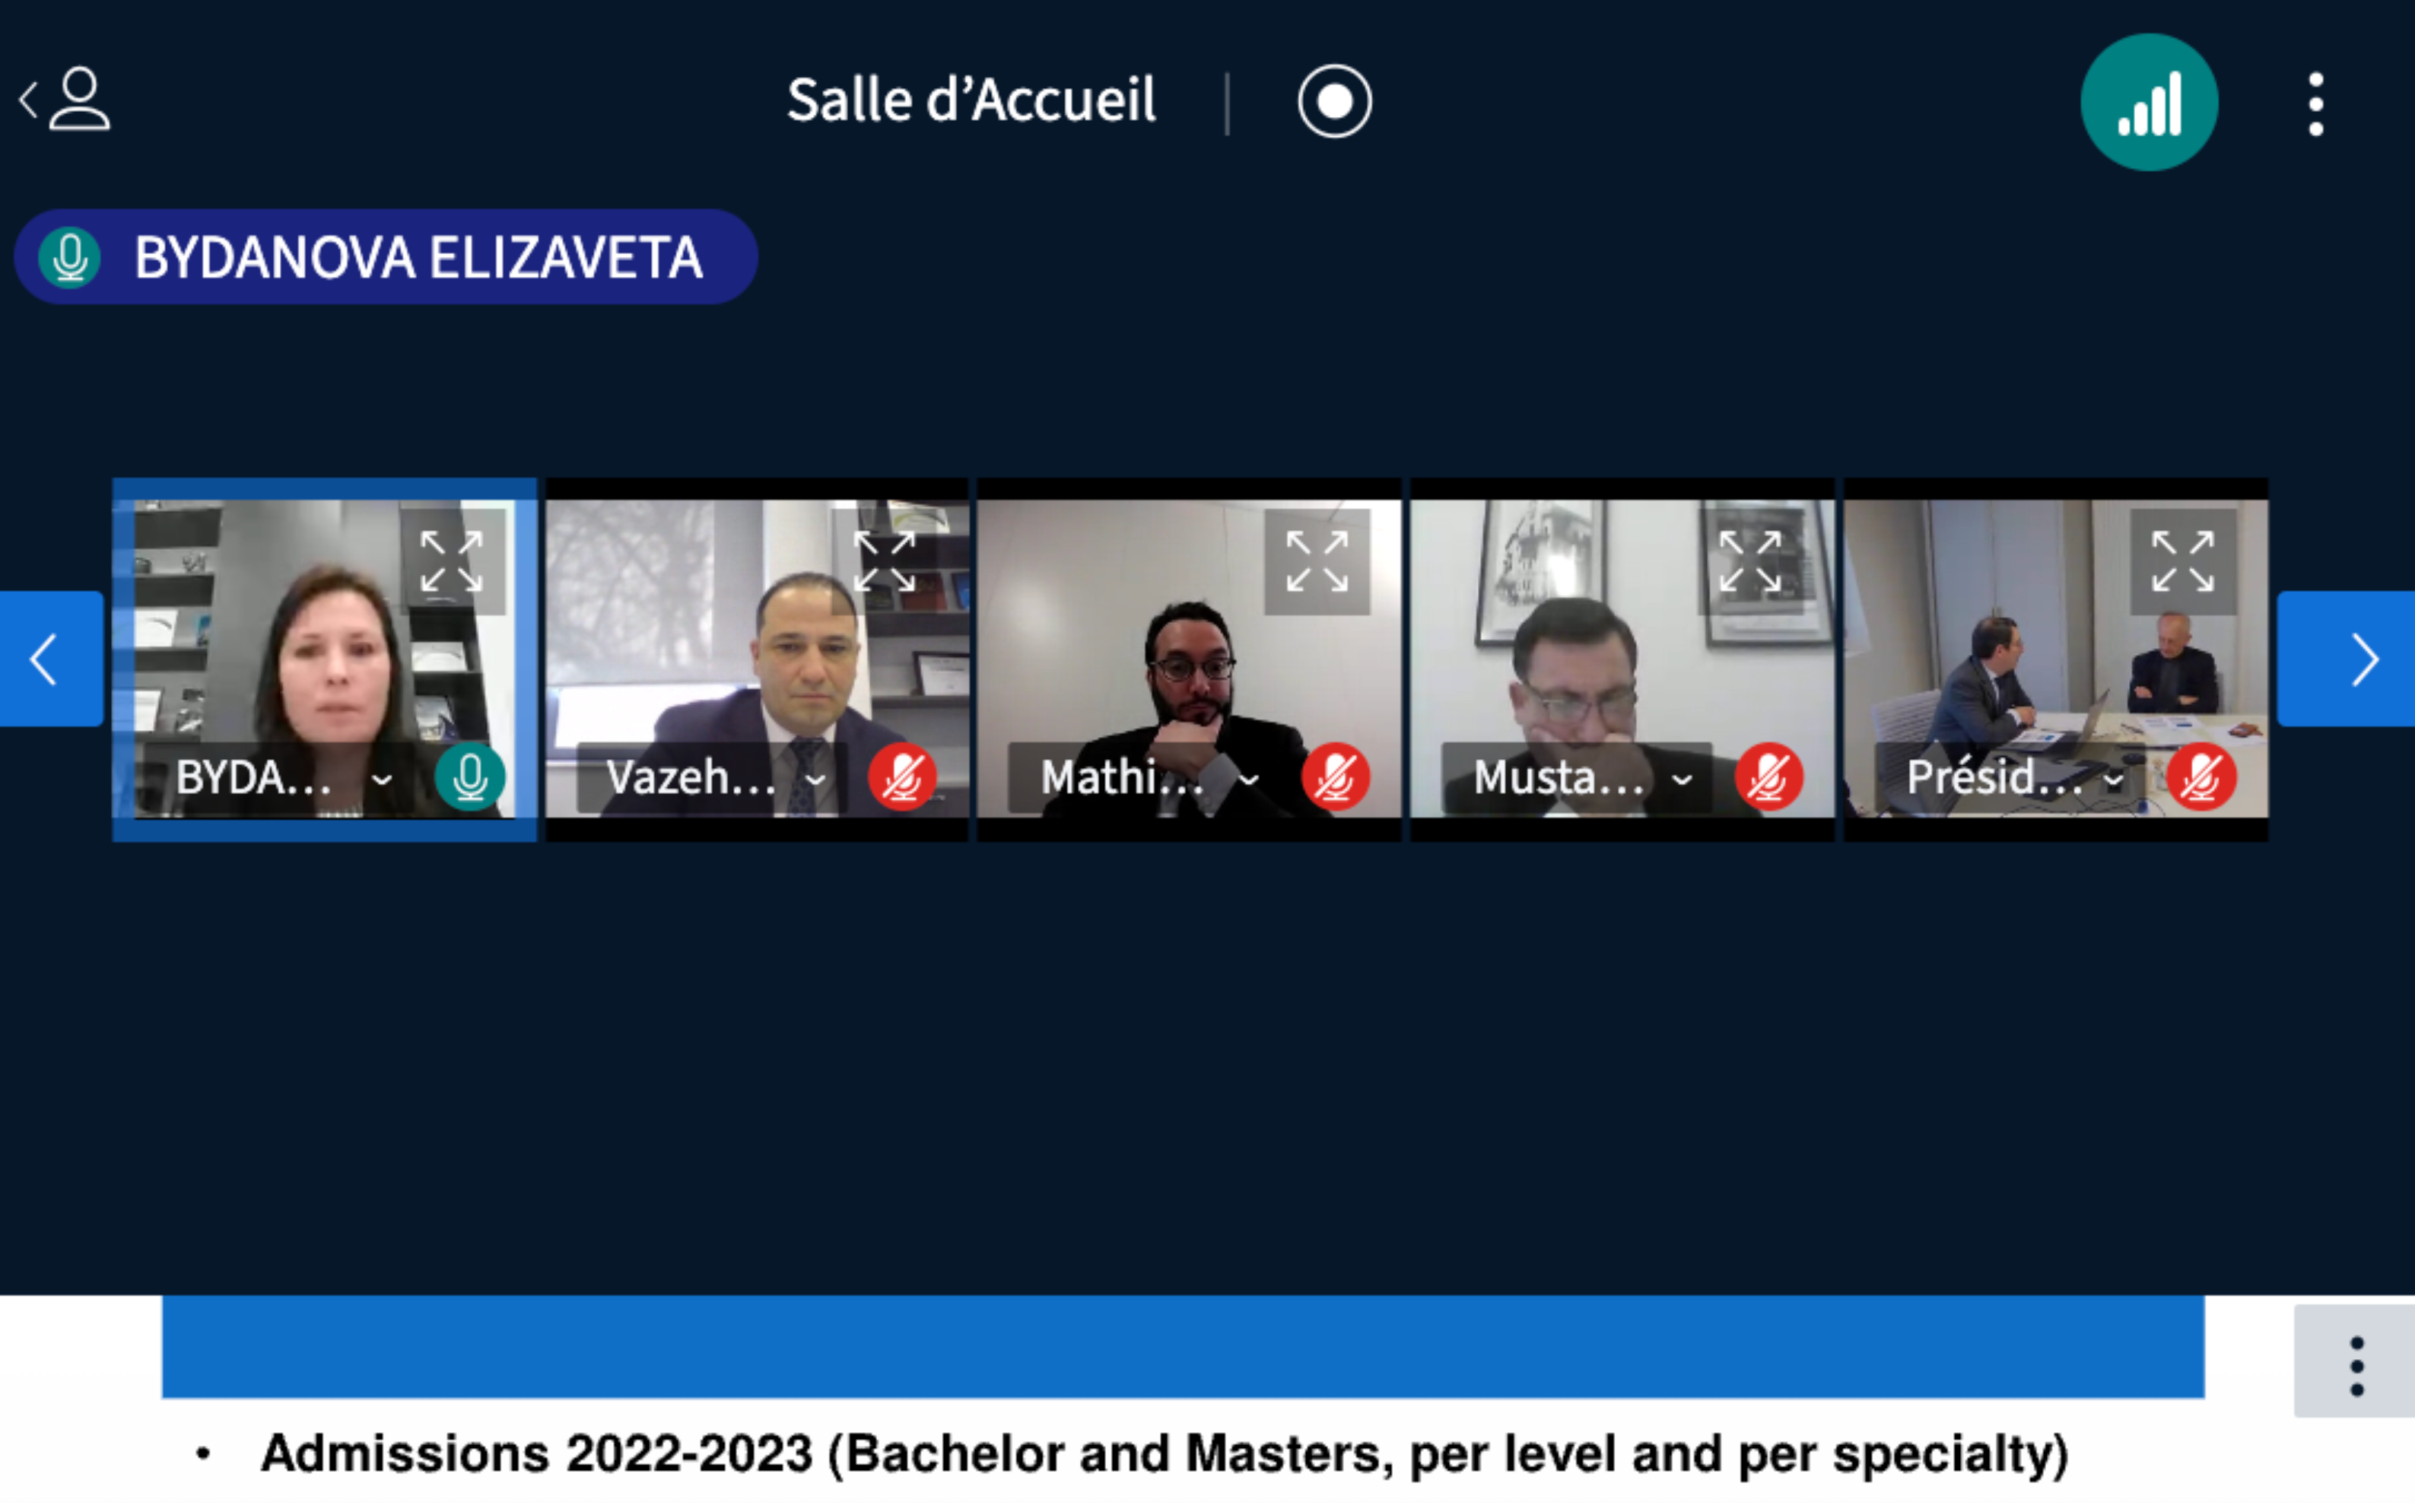 Salle d’Accueil
BYDANOVA ELIZAVETA
BYDA...
Vazeh...
Mathi...
Musta...
Présid...
• Admissions 2022-2023 (Bachelor and Masters, per level and per specialty)